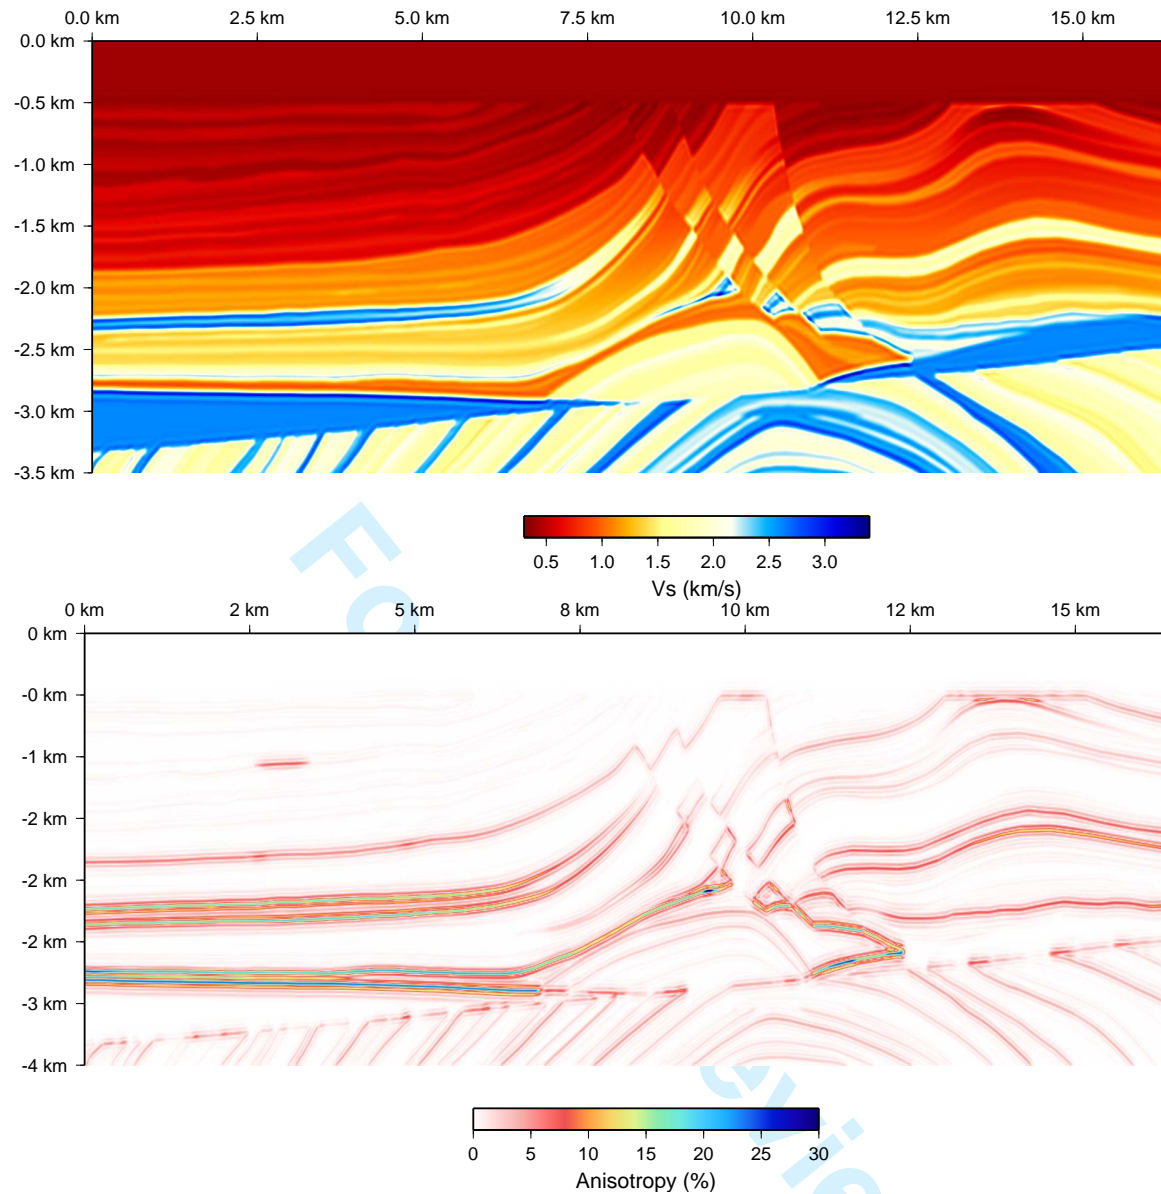 0.0 km 2.5 km 5.0 km 7.5 km 10.0 km 12.5 km 15.0 km
0.0 km
-0.5 km
-1.0 km
-1.5 km
-2.0 km
-2.5 km
-3.0 km
-3.5 km
0.5 1.0 1.5 2.0 2.5 3.0
Vs (km/s)
0 km 2 km 5 km 8 km 10 km 12 km 15 km
0 km
-0 km
-1 km
-2 km
-2 km
-2 km
-3 km
-4 km
0 5 10 15 20 25 30
Anisotropy (%)